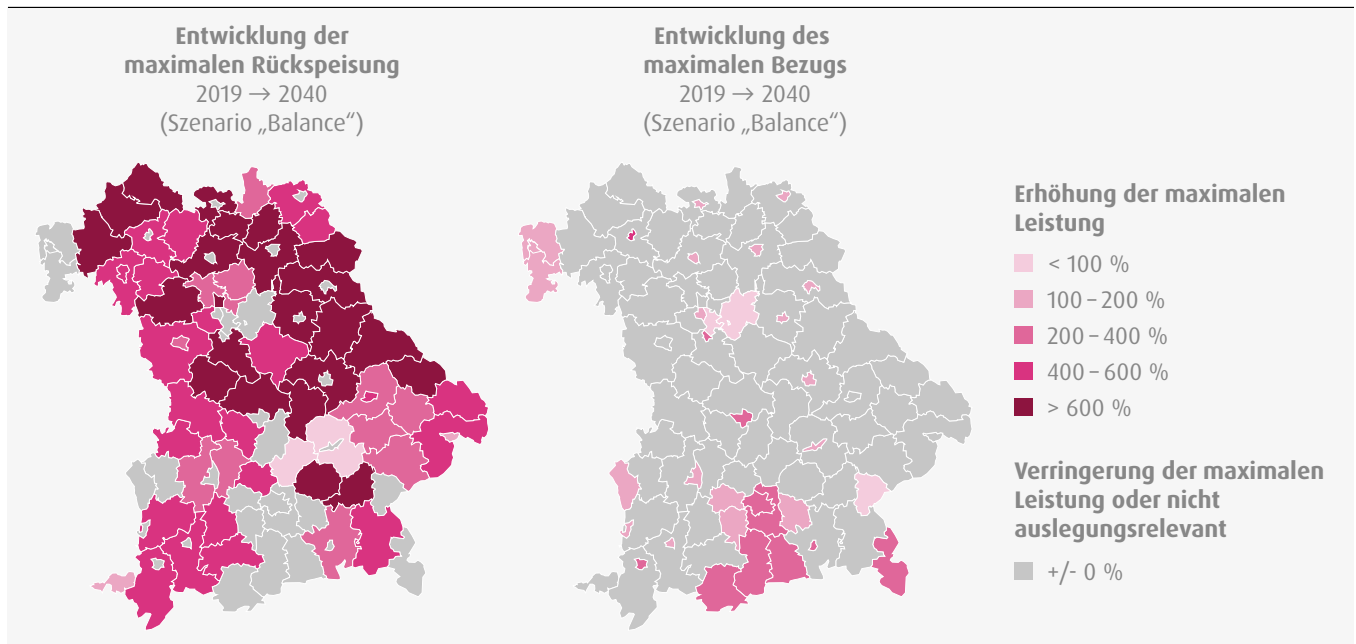 Entwicklung der
maximalen Rückspeisung
2019 → 2040
(Szenario „Balance“)
Entwicklung des
maximalen Bezugs
2019 → 2040
(Szenario „Balance“)
Erhöhung der maximalen
Leistung
< 100 %
100 – 200 %
200 – 400 %
400 – 600 %
> 600 %
Verringerung der maximalen
Leistung oder nicht
auslegungsrelevant
+/- 0 %